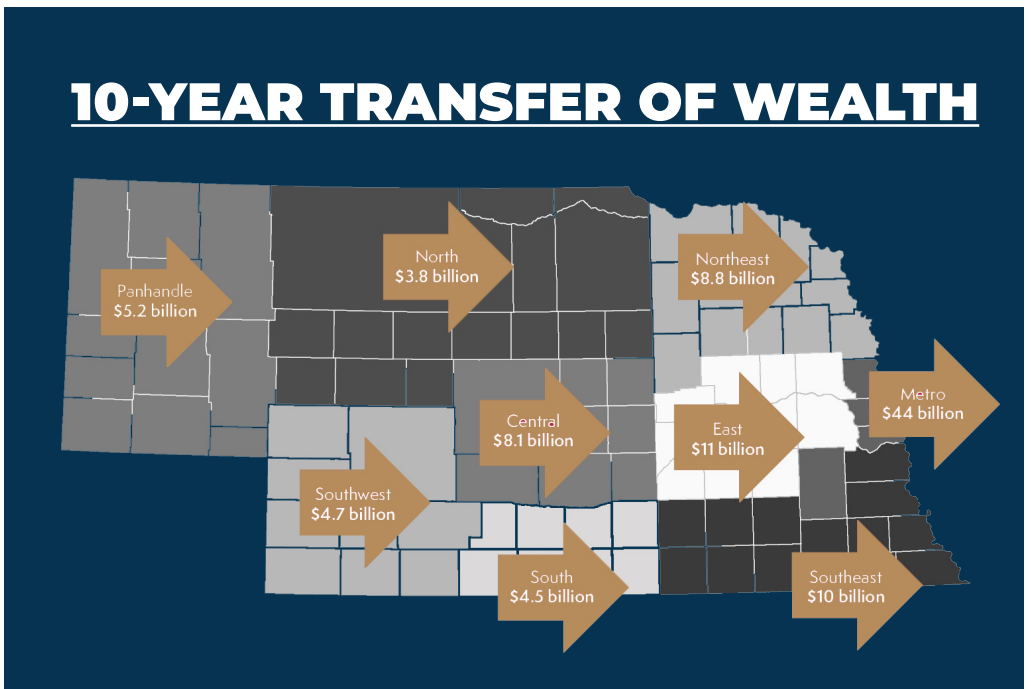 10-YEAR TRANSFER OF WEALTH
North
$3.8 billion
Northeast
$8.8 billion
Panhandle
$5.2 billion
Metro
$44 billion
Central
$8.1 billion
East
$11 billion
Southwest
$4.7 billion
South
$4.5 billion
Southeast
$10 billion